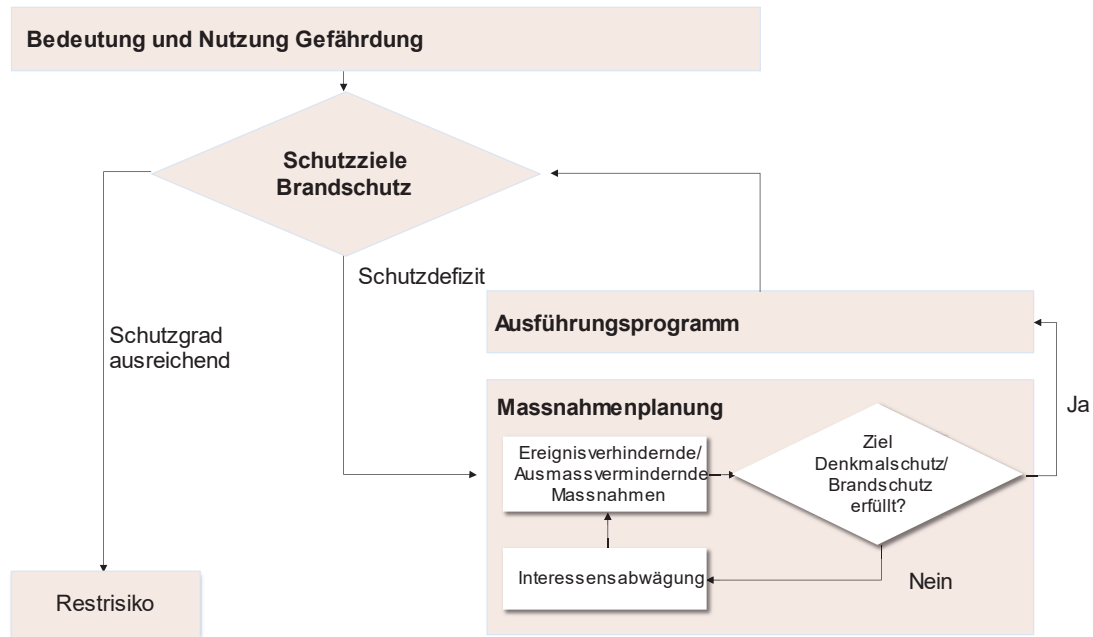 Bedeutung und Nutzung Gefährdung
Schutzziele
Brandschutz
Schutzdefizit
Schutzgrad
ausreichend
Ausführungsprogramm
Massnahmenplanung
Ja
Ereignisverhindernde/
Ausmassvermindernde
Massnahmen
Ziel
Denkmalschutz/
Brandschutz
erfüllt?
Interessensabwägung
Nein
Restrisiko